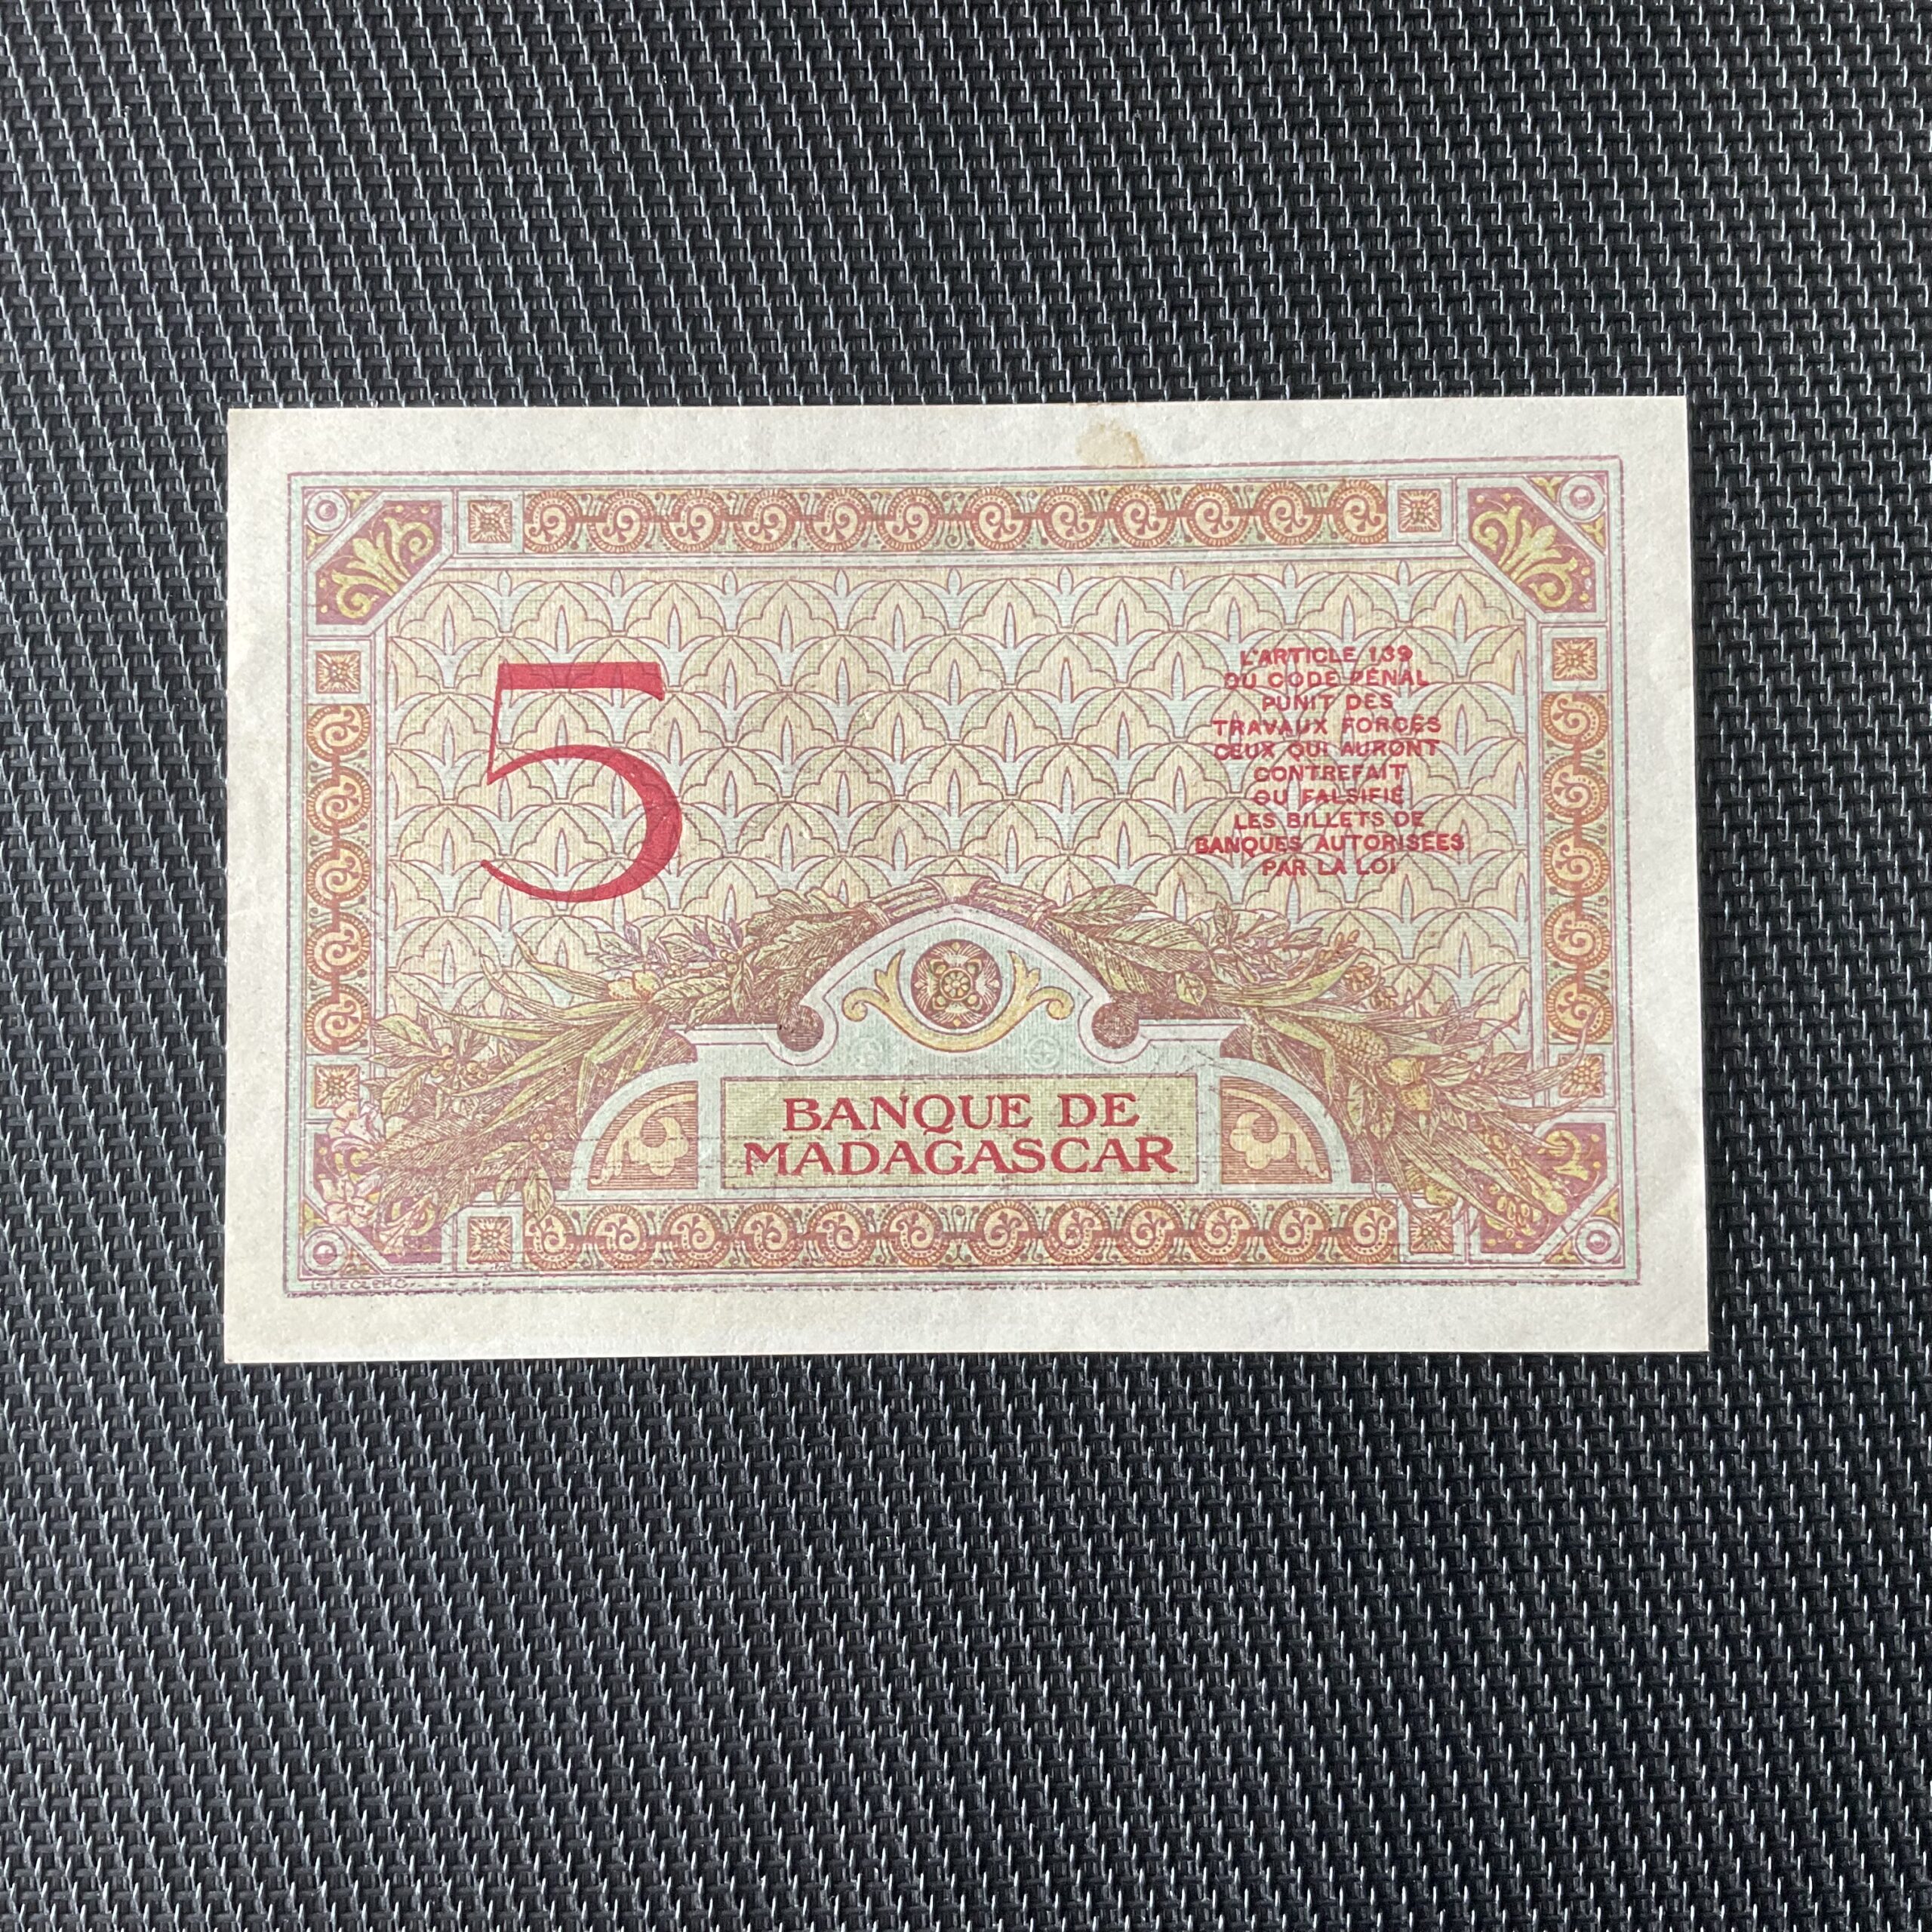 5
L'ARTICLE 139
DU CODE PÉNAL
PUNIT DES
TRAVAUX FORCÉS
CEUX QUI AURONT
CONTREFAIT
OU FALSIFIÉ
LES BILLETS DE
BANQUES AUTORISÉES
PAR LA LOI
BANQUE DE
MADAGASCAR
G.LECLERC.